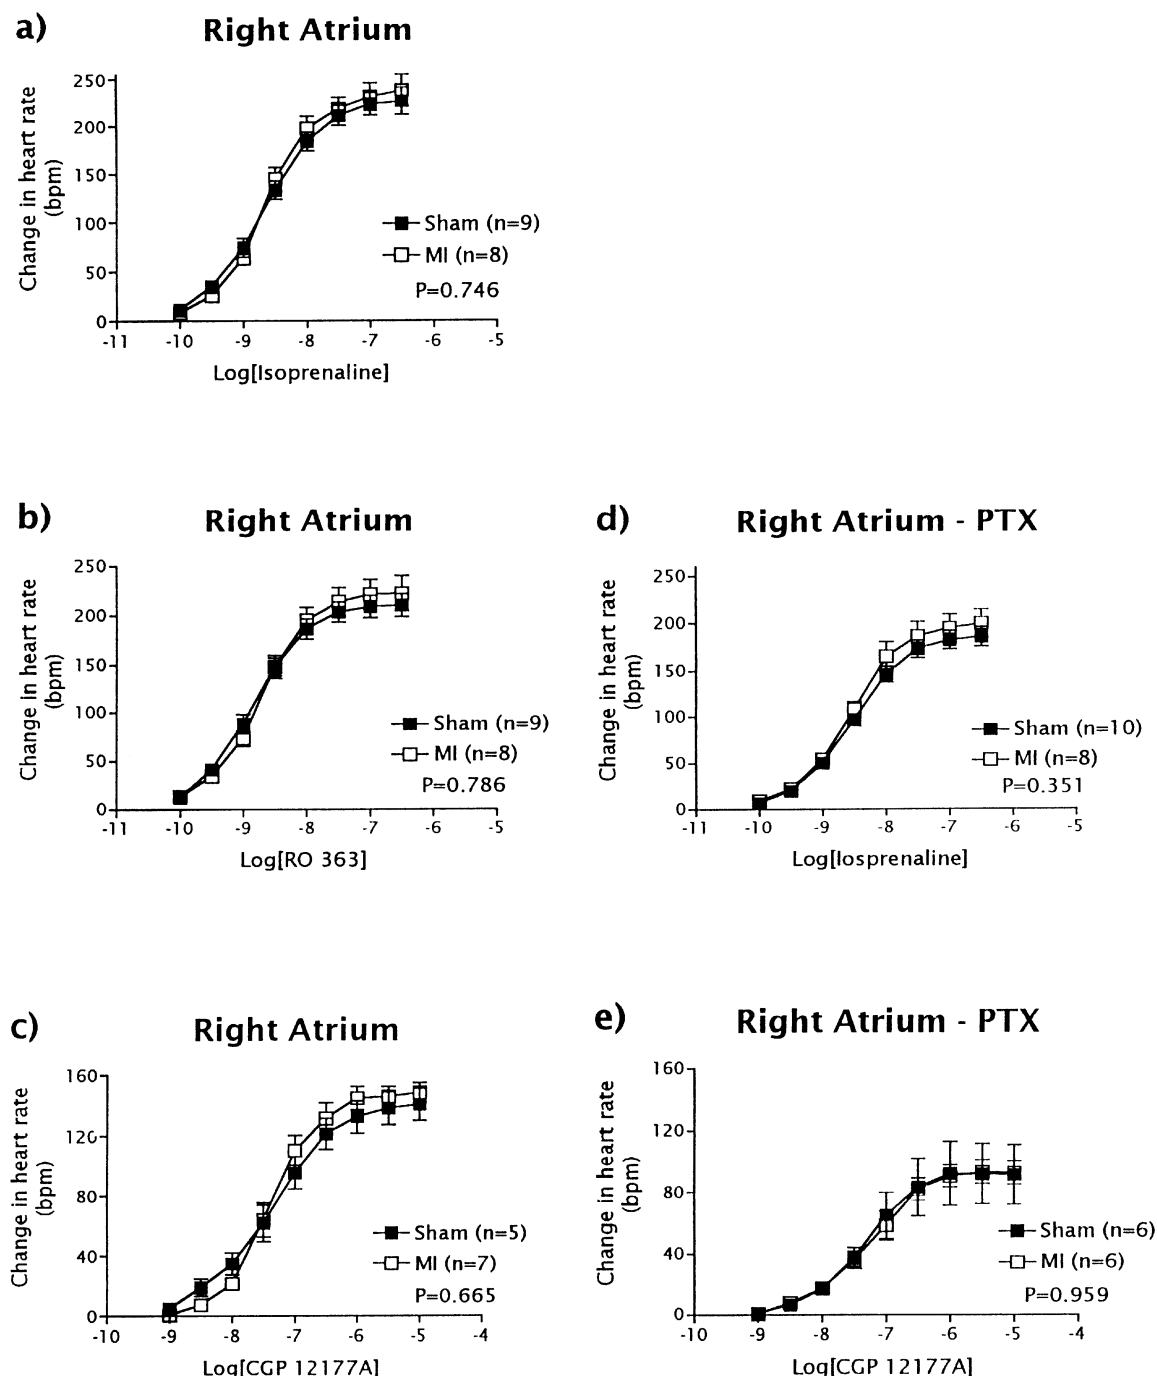 a)
Right Atrium
Change in heart rate
(bpm)
250
200
150
100
50
0
-11 -10 -9 -8 -7 -6 -5
Sham (n=9)
MI (n=8)
P=0.746
Log[Isoprenaline]
b)
Right Atrium
Change in heart rate
(bpm)
250
200
150
100
50
0
-11 -10 -9 -8 -7 -6 -5
Sham (n=9)
MI (n=8)
P=0.786
Log[RO 363]
d)
Right Atrium - PTX
Change in heart rate
(bpm)
250
200
150
100
50
0
-11 -10 -9 -8 -7 -6 -5
Sham (n=10)
MI (n=8)
P=0.351
Log[Iosprenaline]
c)
Right Atrium
Change in heart rate
(bpm)
160
120
80
40
0
-10 -9 -8 -7 -6 -5 -4
Sham (n=5)
MI (n=7)
P=0.665
Log[CGP 12177A]
e)
Right Atrium - PTX
Change in heart rate
(bpm)
160
120
80
40
0
-10 -9 -8 -7 -6 -5 -4
Sham (n=6)
MI (n=6)
P=0.959
Log[CGP 12177A]